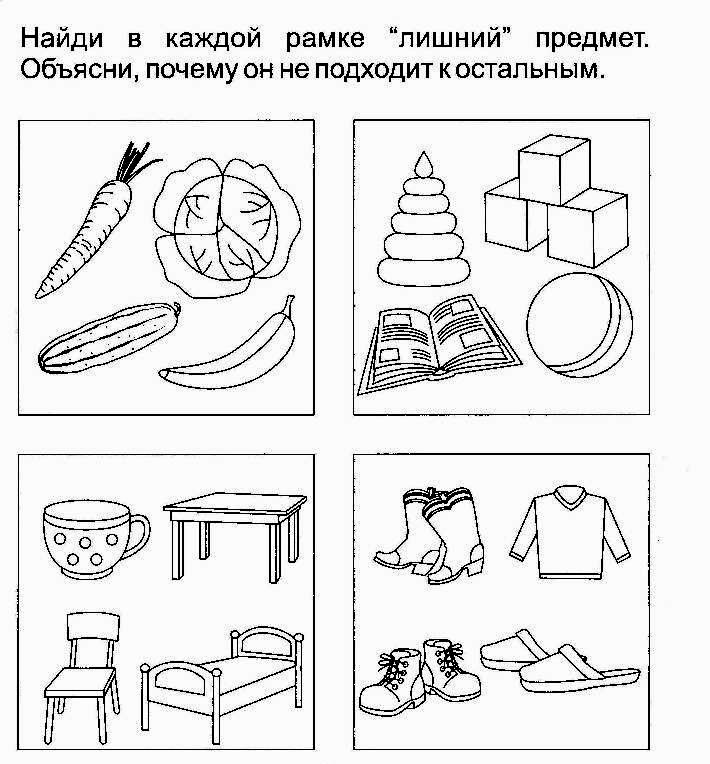 Найди в каждой рамке “лишний” предмет.
Объясни, почему он не подходит к остальным.